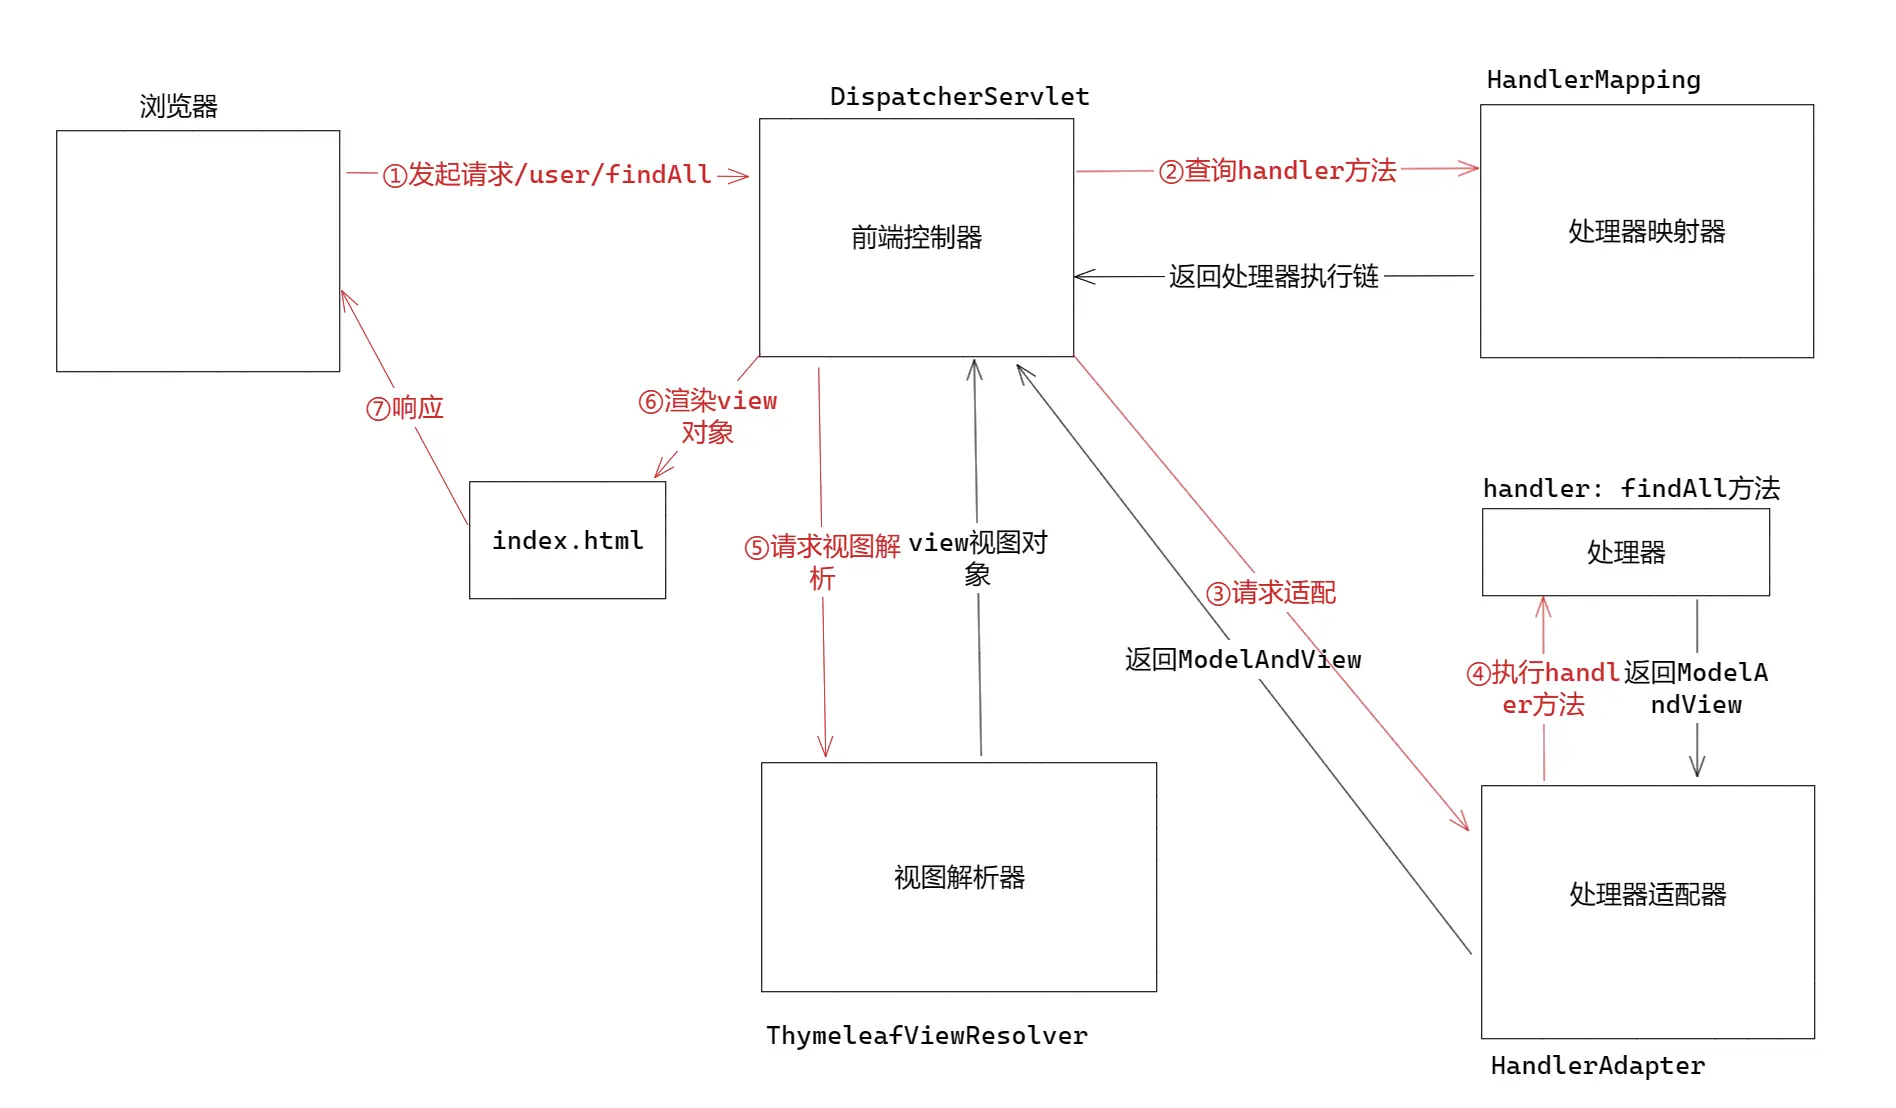 浏览器
DispatcherServlet
HandlerMapping
①发起请求/user/findAll
②查询handler方法
前端控制器
处理器映射器
返回处理器执行链
⑦响应
⑥渲染view
对象
index.html
⑤请求视图解
析
view视图对
象
③请求适配
返回ModelAndView
handler: findAll方法
处理器
④执行handl
er方法
返回ModelA
ndView
视图解析器
处理器适配器
ThymeleafViewResolver
HandlerAdapter